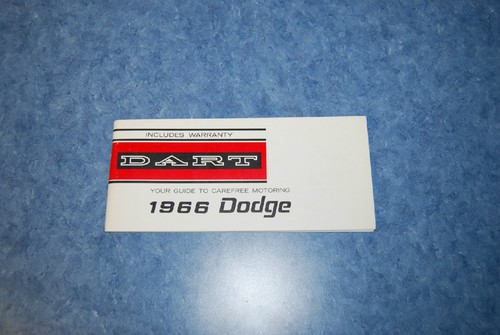 INCLUDES WARRANTY
DART
YOUR GUIDE TO CAREFREE MOTORING
1966 Dodge